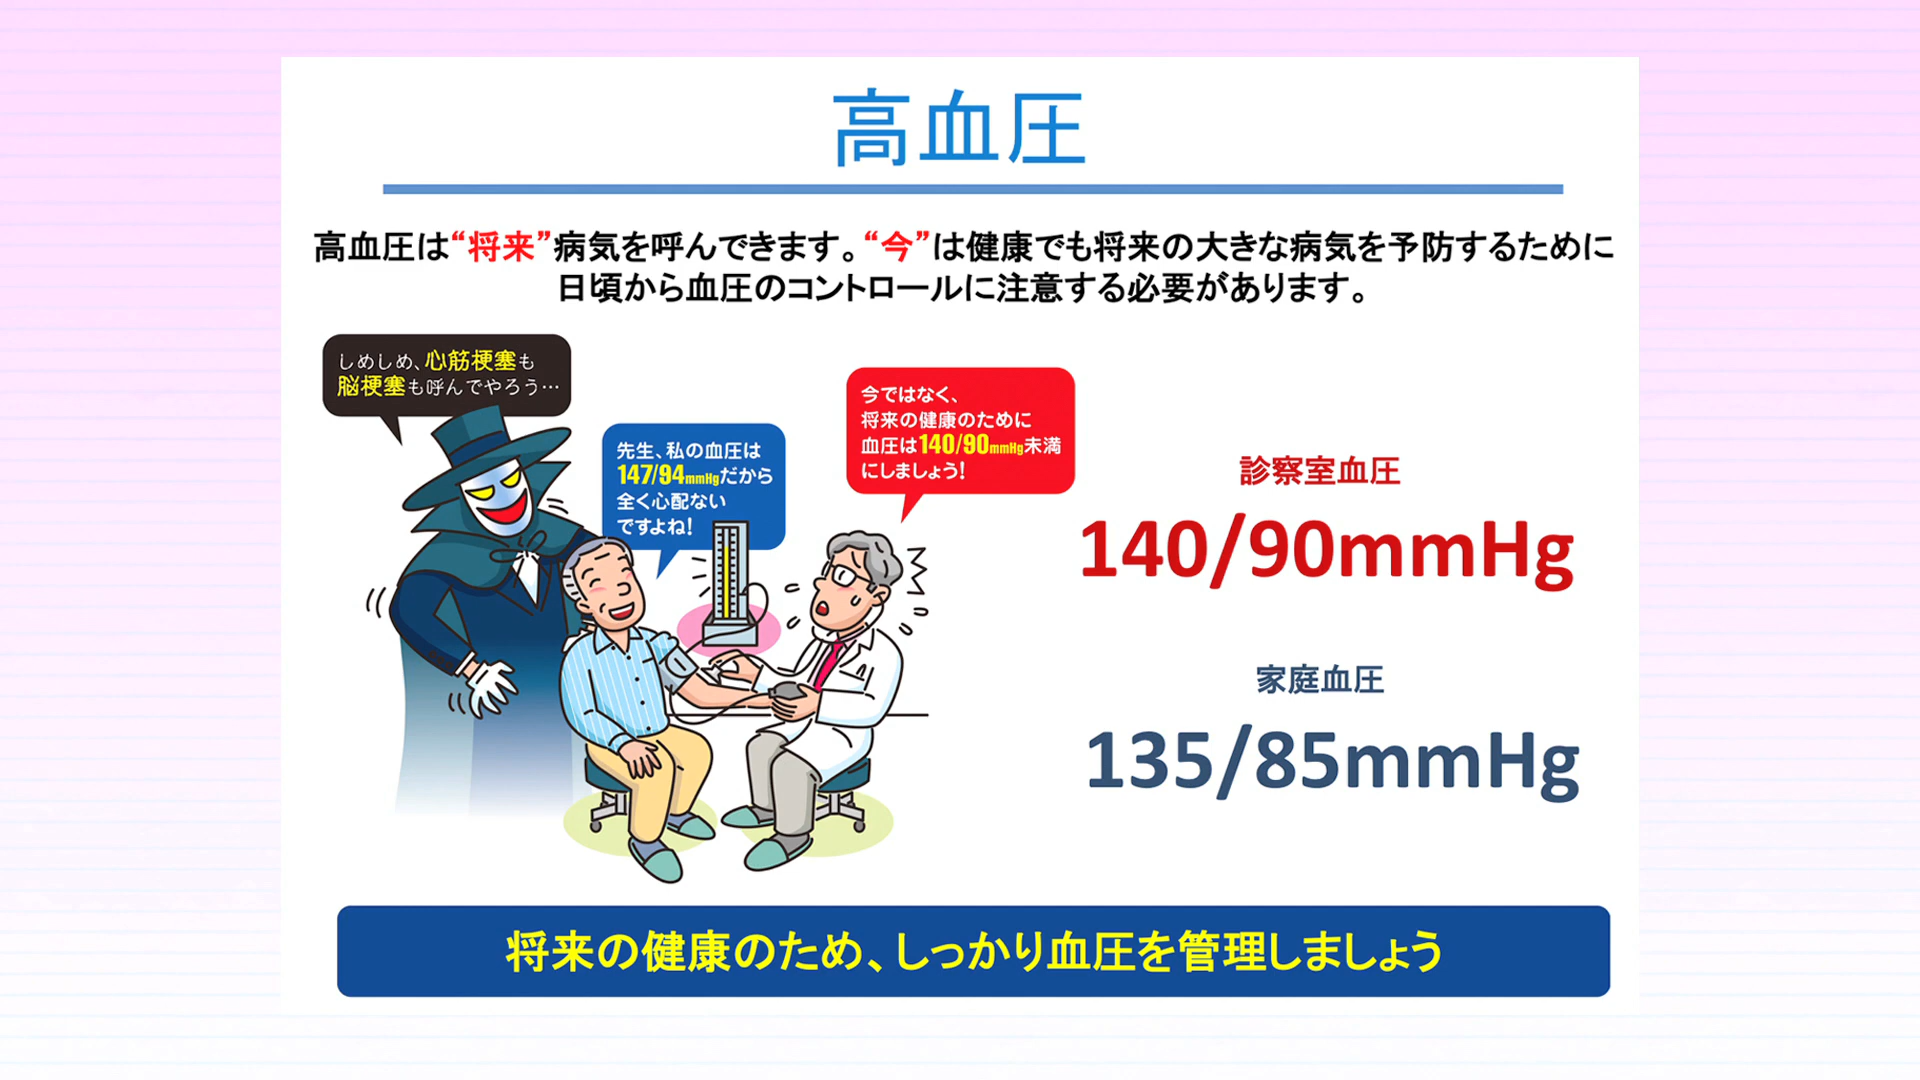 高血圧
高血圧は“将来”病気を呼んできます。“今”は健康でも将来の大きな病気を予防するために
日頃から血圧のコントロールに注意する必要があります。
しめしめ、心筋梗塞も
脳梗塞も呼んでやろう…
先生、私の血圧は
147/94mmHgだから
全く心配ない
ですよね！
今ではなく、
将来の健康のために
血圧は140/90mmHg未満
にしましょう！
診察室血圧
140/90mmHg
家庭血圧
135/85mmHg
将来の健康のため、しっかり血圧を管理しましょう